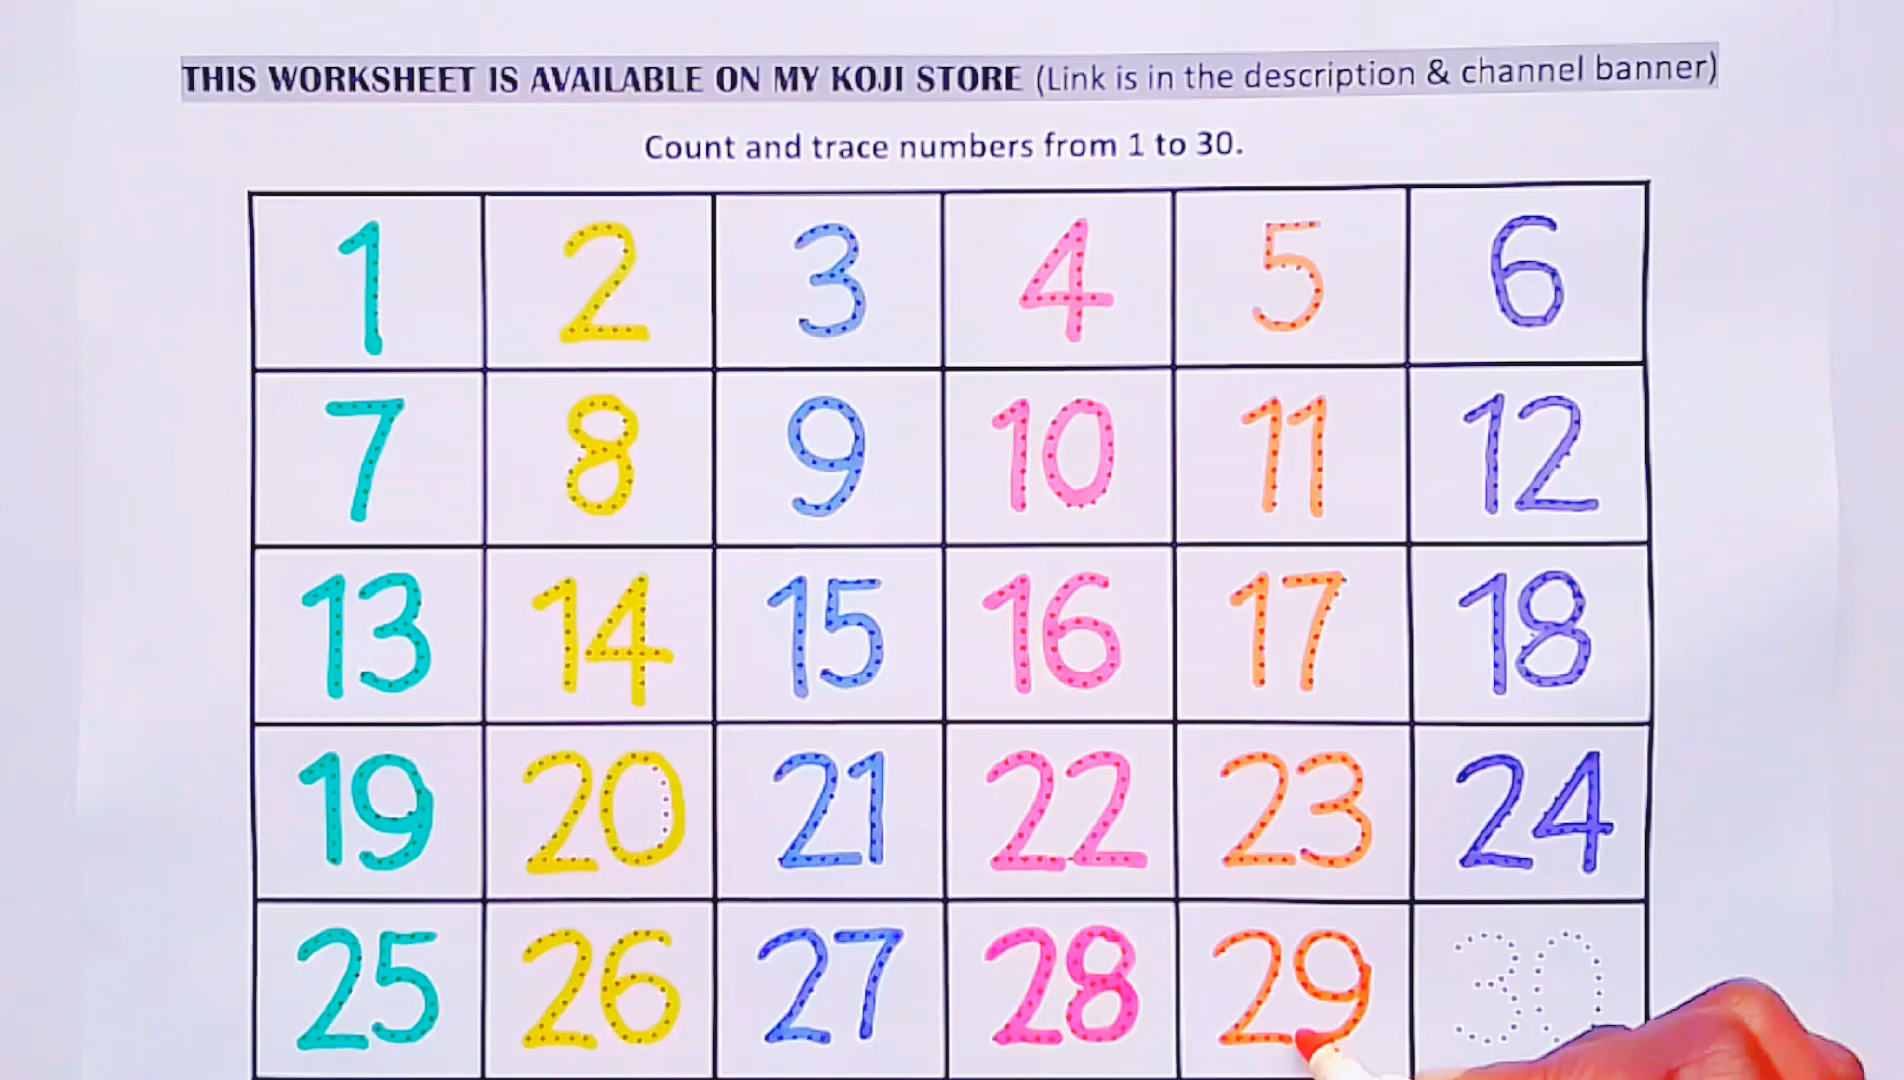 THIS WORKSHEET IS AVAILABLE ON MY KOJI STORE (Link is in the description & channel banner)
Count and trace numbers from 1 to 30.
1 2 3 4 5 6
7 8 9 10 11 12
13 14 15 16 17 18
19 20 21 22 23 24
25 26 27 28 29 30